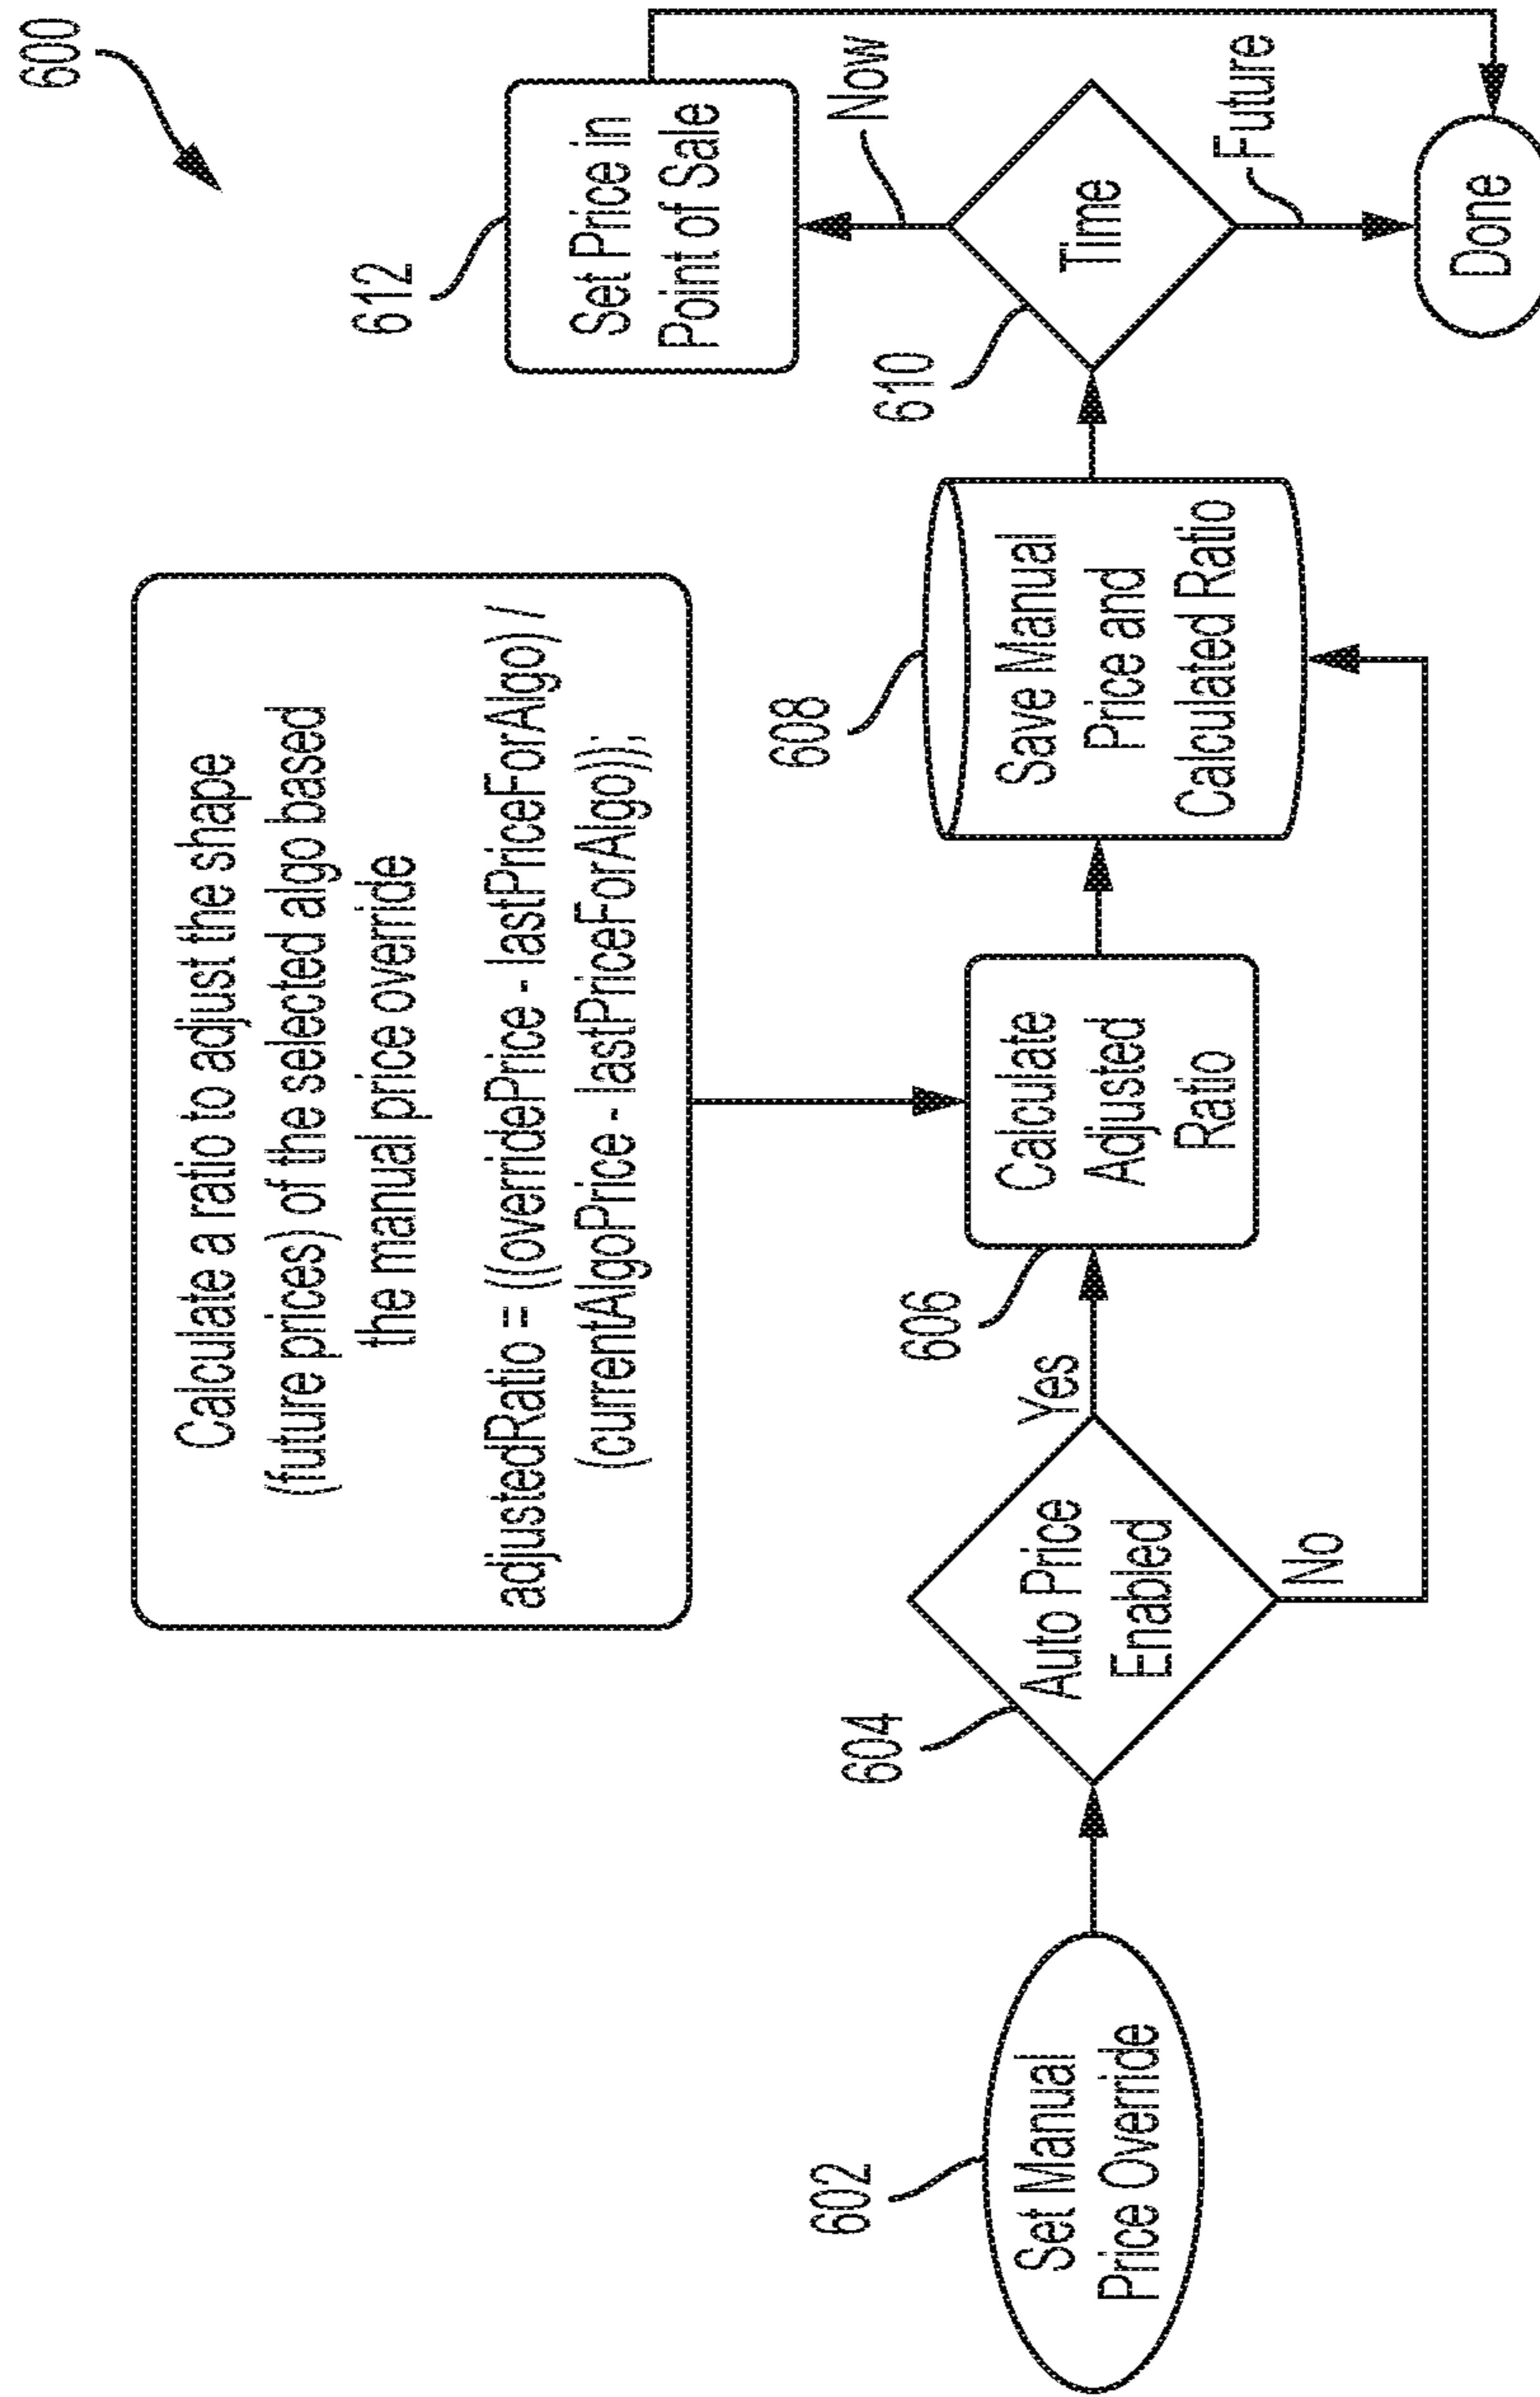 600
Calculate a ratio to adjust the shape
(future prices) of the selected algo based
the manual price override
adjustedRatio = ((overridePrice - lastPriceForAlgo) /
(currentAlgoPrice - lastPriceForAlgo));
602
Set Manual
Price Override
604
Auto Price
Enabled
Yes
No
606
Calculate
Adjusted
Ratio
608
Save Manual
Price and
Calculated Ratio
610
Time
Now
Future
612
Set Price in
Point of Sale
Done